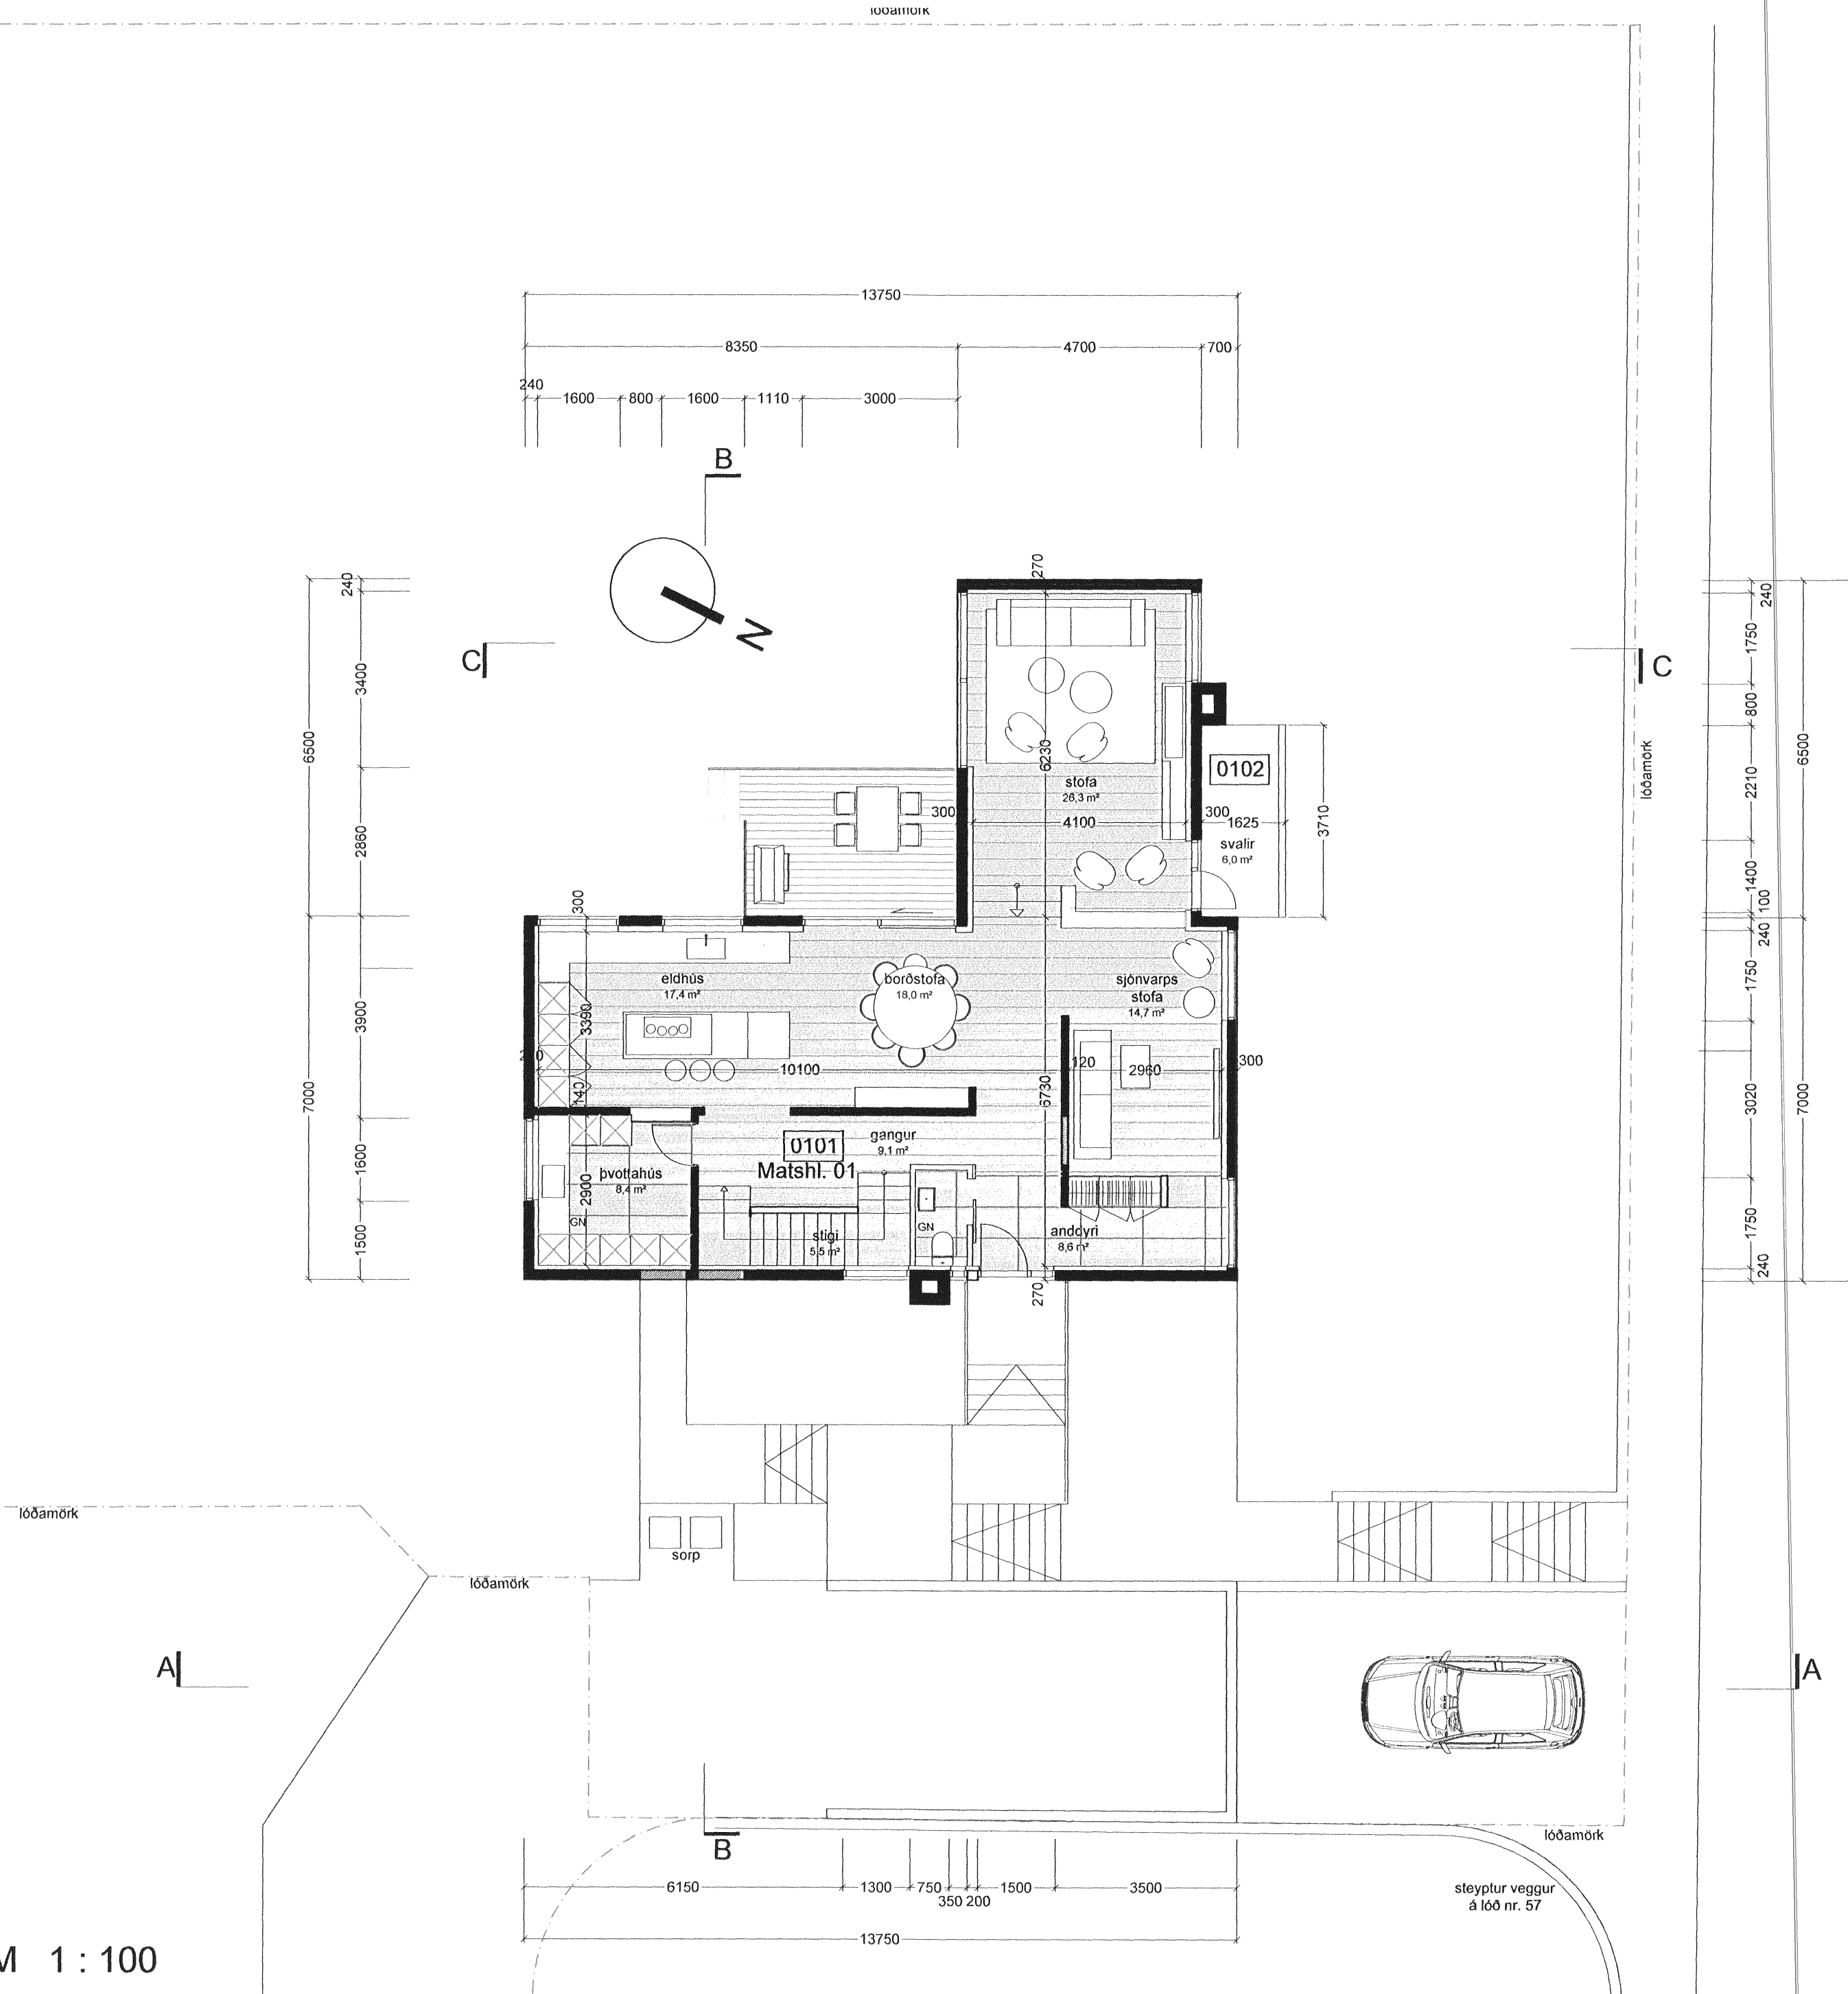 lóðamörk
13750
8350 4700 700
240
1600 800 1600 1110 3000
B
N
C
C
240
3400
6500
2860
300
3900
7000
1600
1500
270
6230
stofa
26,3 m²
300
4100
300
1625
0102
svalir
6,0 m²
3710
lóðamörk
240
1750
800
2210
6500
1400
100
240
1750
3020
7000
1750
240
eldhús
17,4 m²
borðstofa
18,0 m²
sjónvarps
stofa
14,7 m²
3390
10100
120
2960
300
140
6730
0101
Matshl. 01
gangur
9,1 m²
þvottahús
8,4 m²
2900
GN
stigi
5,5 m²
GN
anddyri
8,6 m²
270
lóðamörk
sorp
lóðamörk
A
A
lóðamörk
B
6150 1300 750 1500 3500
350 200
13750
steyptur veggur
á lóð nr. 57
M 1 : 100